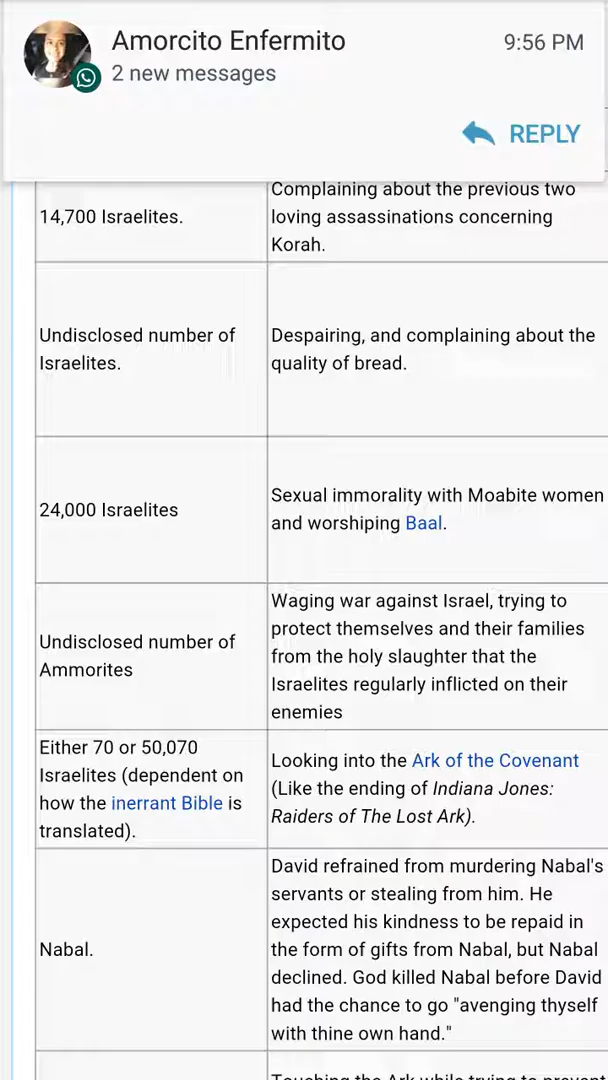 Amorcito Enfermito
9:56 PM
2 new messages
REPLY
14,700 Israelites.
Complaining about the previous two
loving assassinations concerning
Korah.
Undisclosed number of
Israelites.
Despairing, and complaining about the
quality of bread.
24,000 Israelites
Sexual immorality with Moabite women
and worshiping Baal.
Undisclosed number of
Ammorites
Waging war against Israel, trying to
protect themselves and their families
from the holy slaughter that the
Israelites regularly inflicted on their
enemies
Either 70 or 50,070
Israelites (dependent on
how the inerrant Bible is
translated).
Looking into the Ark of the Covenant
(Like the ending of Indiana Jones:
Raiders of The Lost Ark).
Nabal.
David refrained from murdering Nabal's
servants or stealing from him. He
expected his kindness to be repaid in
the form of gifts from Nabal, but Nabal
declined. God killed Nabal before David
had the chance to go "avenging thyself
with thine own hand."
Touching the Ark while trying to prevent